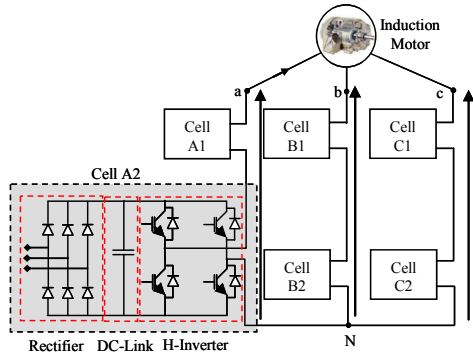 Induction
Motor
a
b
c
Cell
A1
Cell
B1
Cell
C1
Cell A2
Cell
B2
Cell
C2
N
Rectifier DC-Link H-Inverter